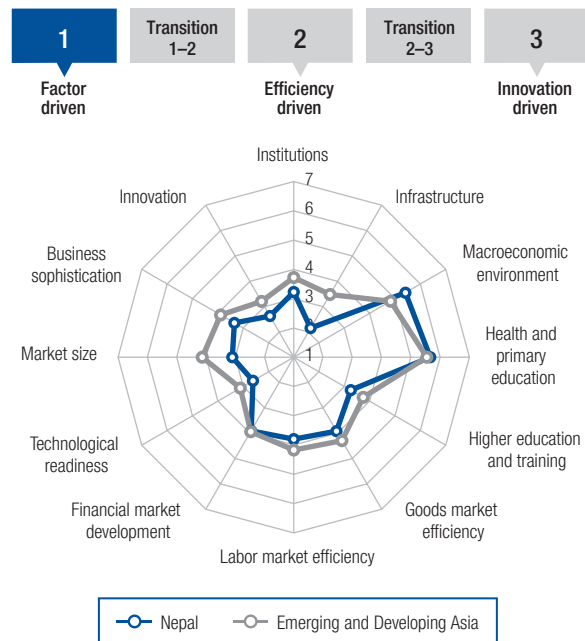 1
Transition
1–2
2
Transition
2–3
3
Factor
driven
Efficiency
driven
Innovation
driven
Institutions
7
Innovation
6
Infrastructure
5
Business
sophistication
4
Macroeconomic
environment
3
2
Market size
1
Health and
primary
education
Technological
readiness
Higher education
and training
Financial market
development
Goods market
efficiency
Labor market efficiency
Nepal
Emerging and Developing Asia